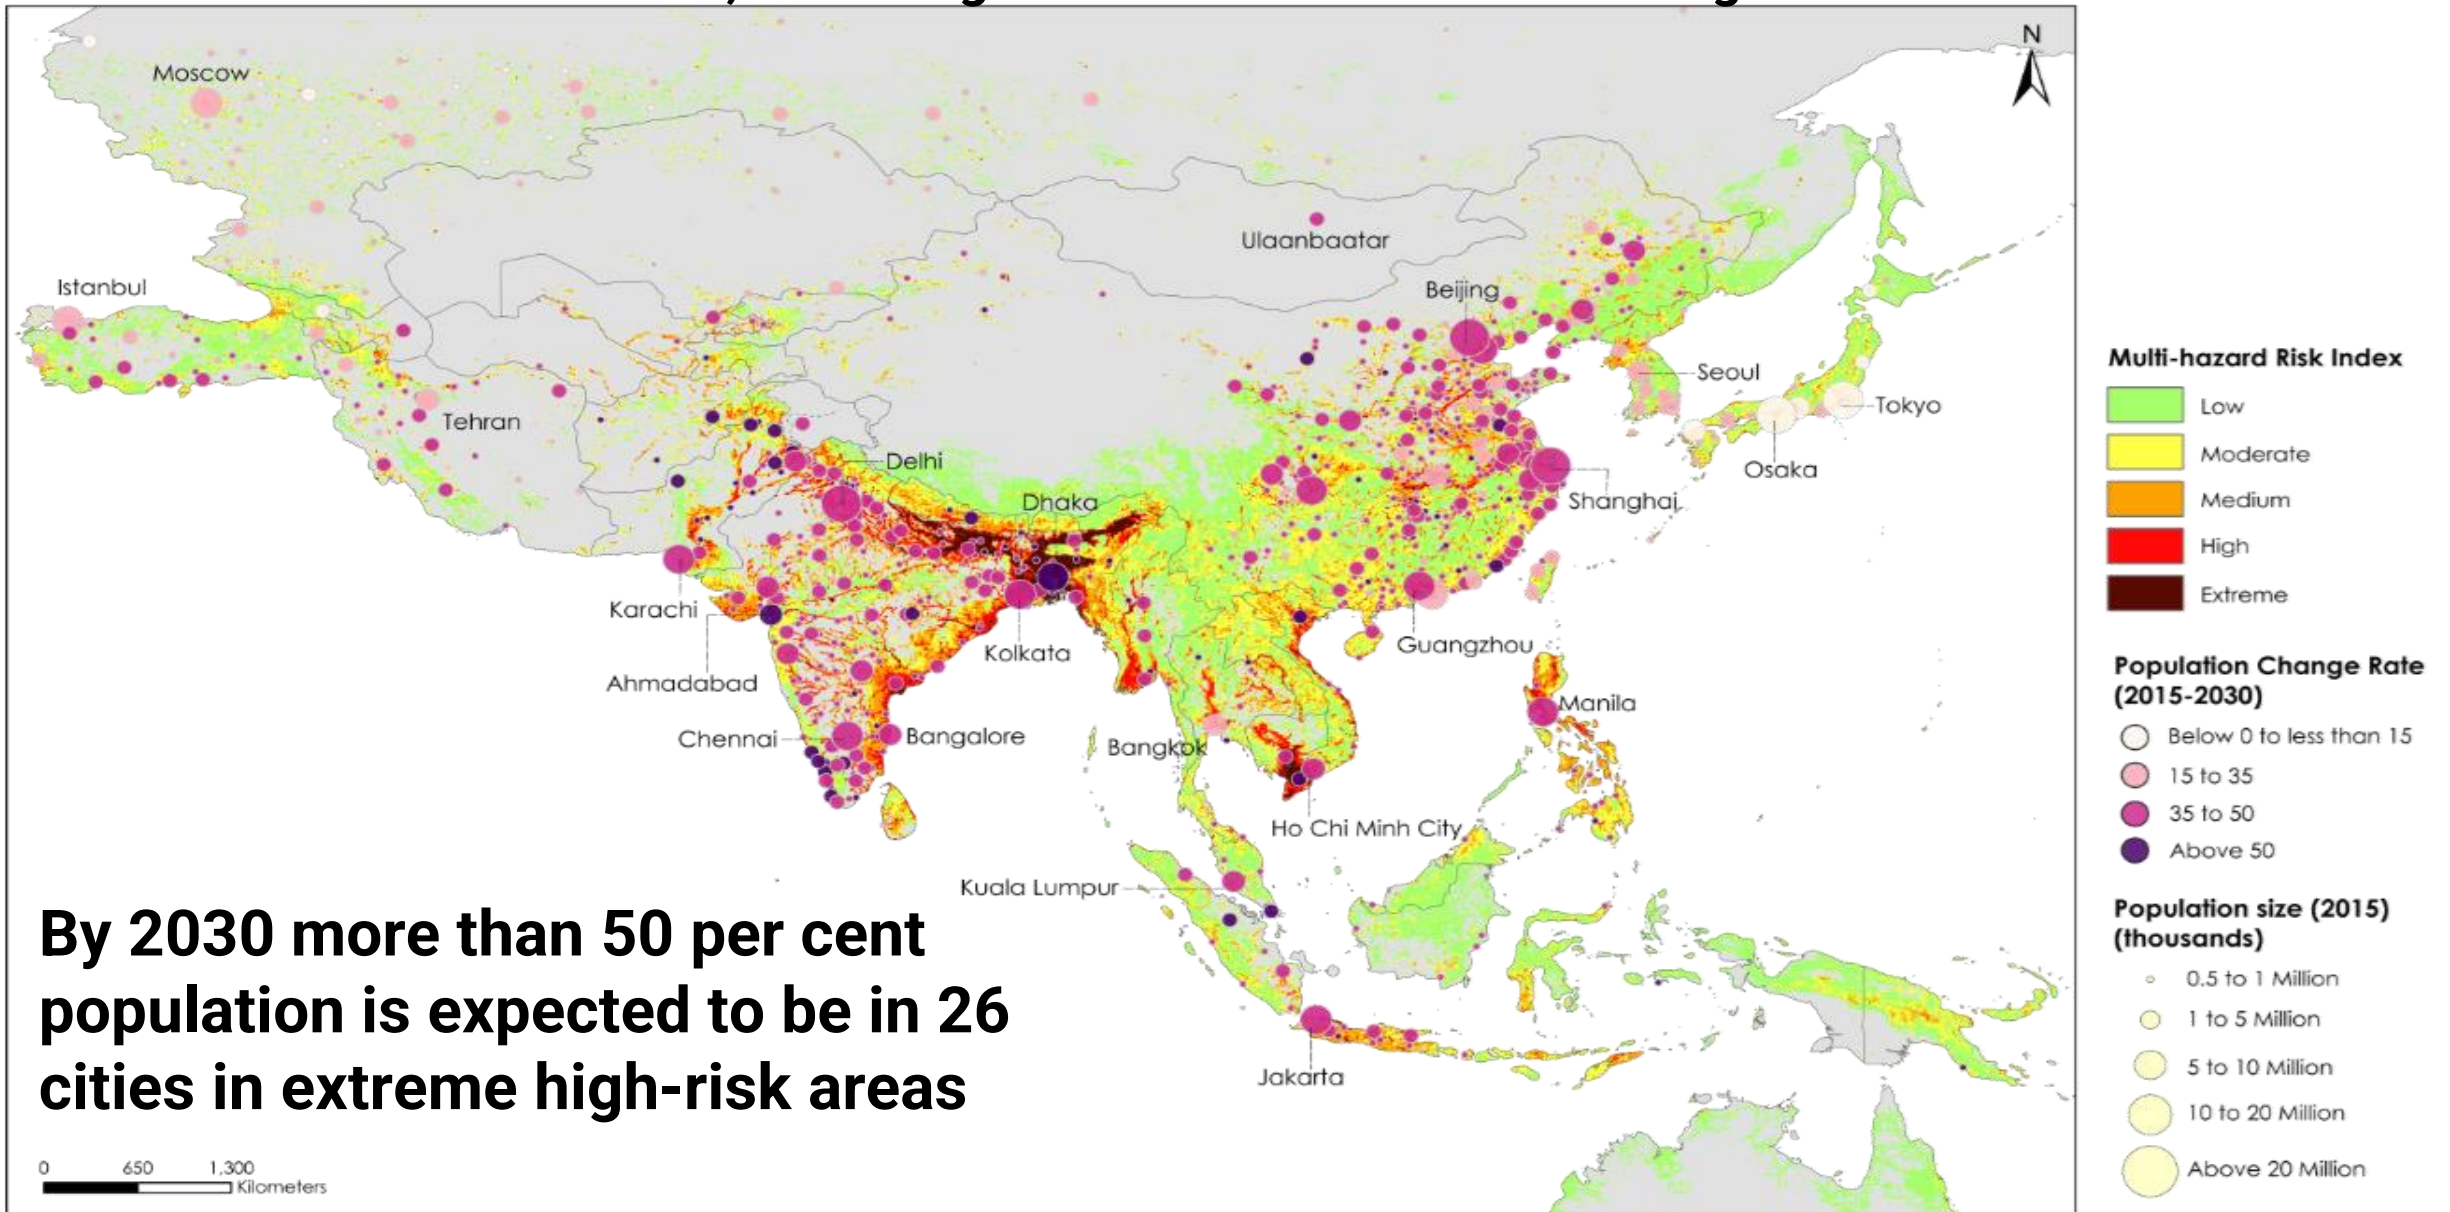 N
Moscow
Ulaanbaatar
Istanbul
Beijing
Seoul
Tokyo
Tehran
Delhi
Osaka
Dhaka
Shanghai
Karachi
Kolkata
Guangzhou
Ahmadabad
Manila
Chennai
Bangalore
Bangkok
Ho Chi Minh City
Kuala Lumpur
Jakarta
By 2030 more than 50 per cent
population is expected to be in 26
cities in extreme high-risk areas
0 650 1,300
Kilometers
Multi-hazard Risk Index
Low
Moderate
Medium
High
Extreme
Population Change Rate
(2015-2030)
Below 0 to less than 15
15 to 35
35 to 50
Above 50
Population size (2015)
(thousands)
0.5 to 1 Million
1 to 5 Million
5 to 10 Million
10 to 20 Million
Above 20 Million